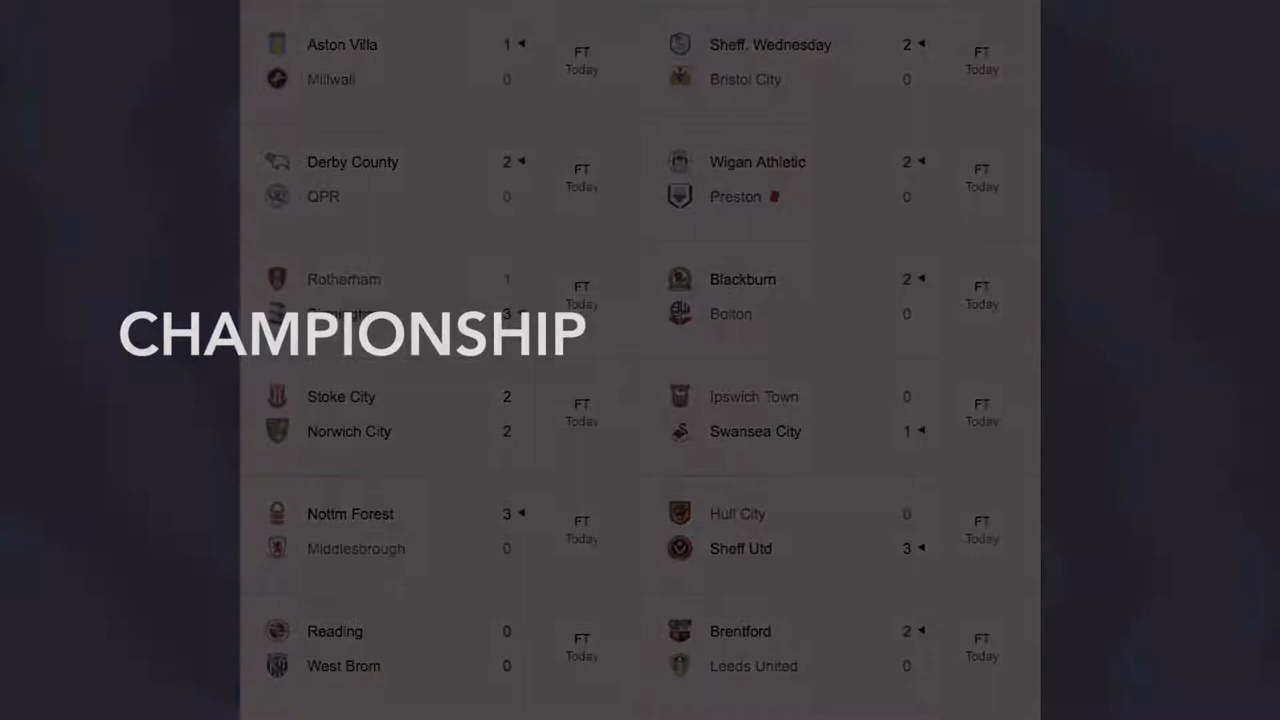 Aston Villa 1 FT Today
Millwall 0
Sheff. Wednesday 2 FT Today
Bristol City 0
Derby County 2 FT Today
QPR 0
Wigan Athletic 2 FT Today
Preston 0
Rotherham 1 FT Today
3
Blackburn 2 FT Today
Bolton 0
CHAMPIONSHIP
Stoke City 2 FT Today
Norwich City 2
Ipswich Town 0 FT Today
Swansea City 1
Nottm Forest 3 FT Today
Middlesbrough 0
Hull City 0 FT Today
Sheff Utd 3
Reading 0 FT Today
West Brom 0
Brentford 2 FT Today
Leeds United 0